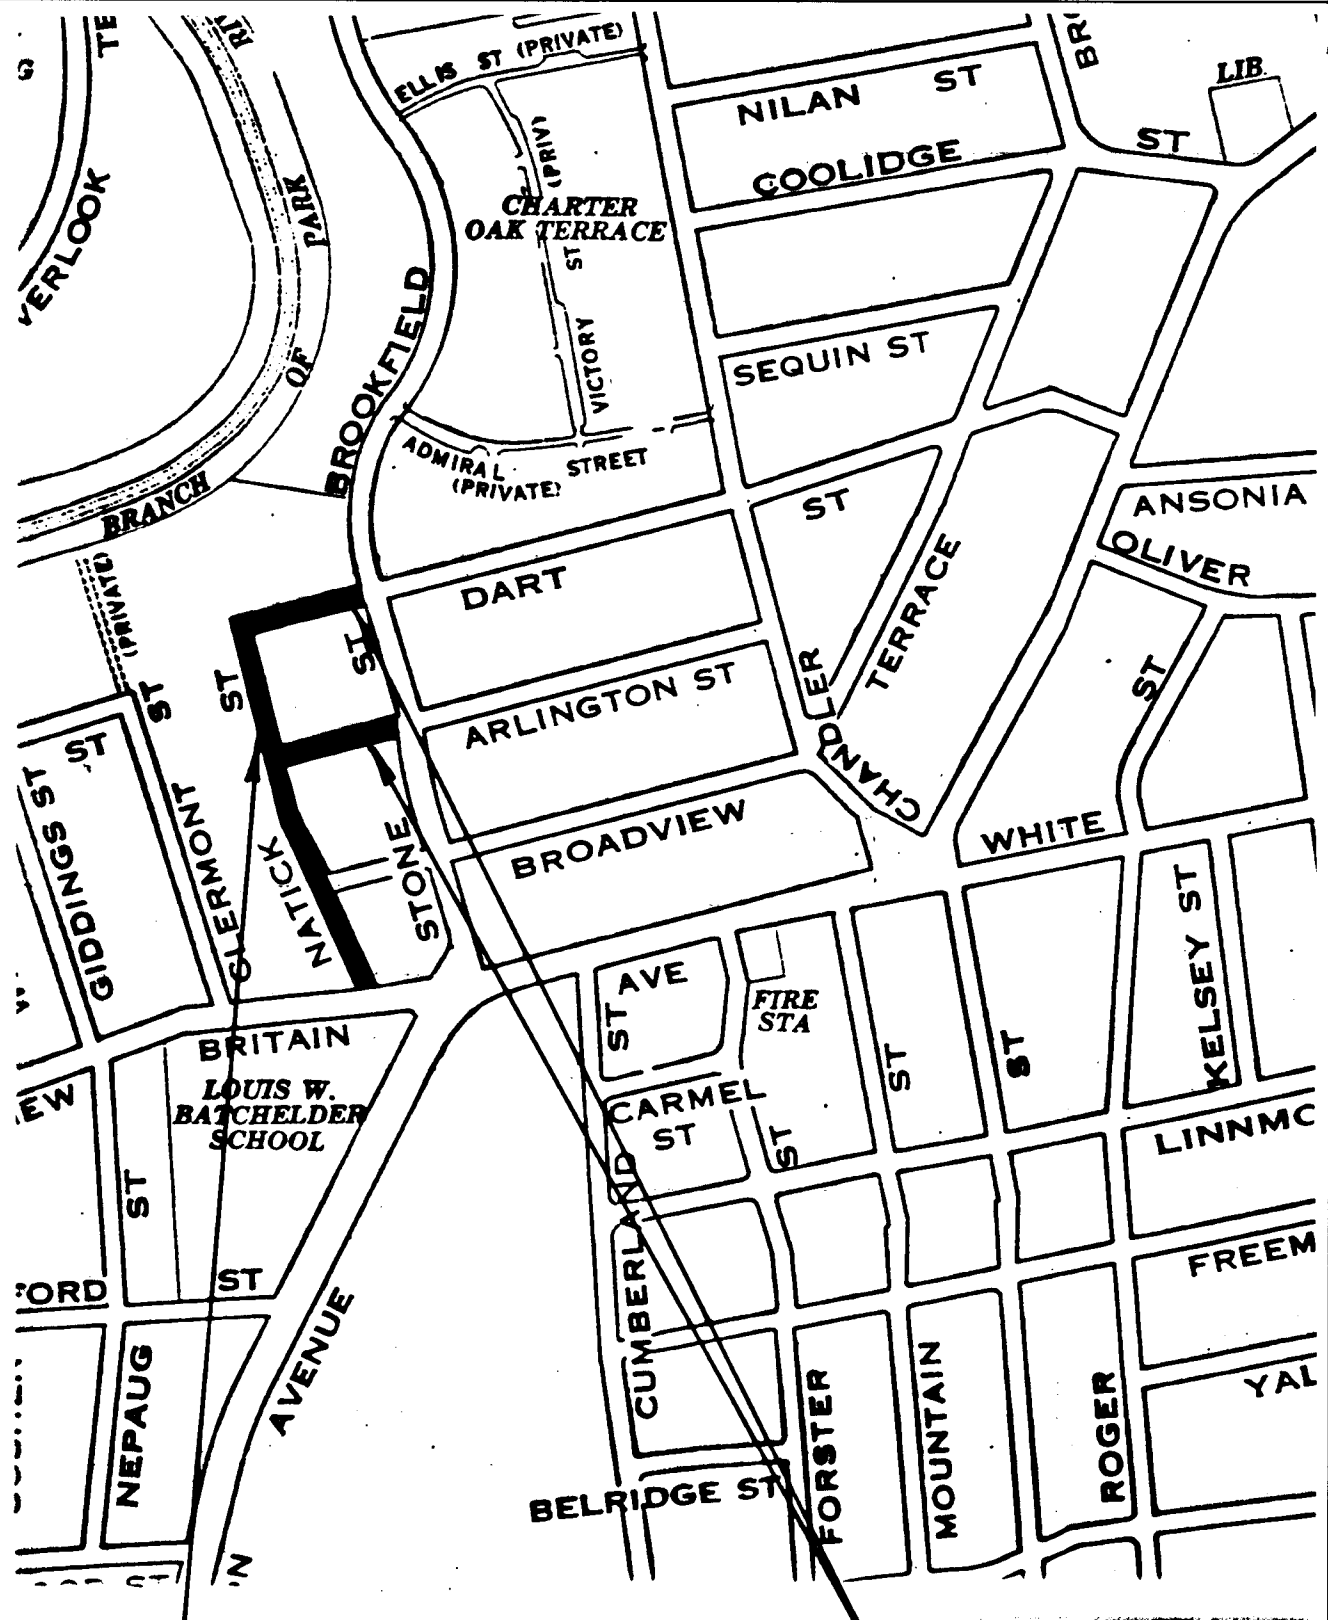 ELLIS ST (PRIVATE)
NILAN ST
LIB.
COOLIDGE ST
PARK
(PRIV)
CHARTER
OAK TERRACE
ST
VICTORY
BROOKFIELD
OF
BRANCH
SEQUIN ST
ADMIRAL STREET
(PRIVATE)
ST
ANSONIA
OLIVER
DART
(PRIVATE)
ST
ST
ST
TERRACE
ST
ARLINGTON ST
CHANDLER
CHANDLER
ST
GIDDINGS ST
CLERMONT
NATICK
STONE
BROADVIEW
WHITE
KELSEY ST
AVE
FIRE
STA
ST
BRITAIN
LOUIS W.
BATCHELDER
SCHOOL
CARMEL
ST
ST
ST
ST
LINNMO
ST
ST
FREEM
CUMBERLAND
AVENUE
NEPAUG
FORSTER
MOUNTAIN
ROGER
YAL
BELRIDGE ST